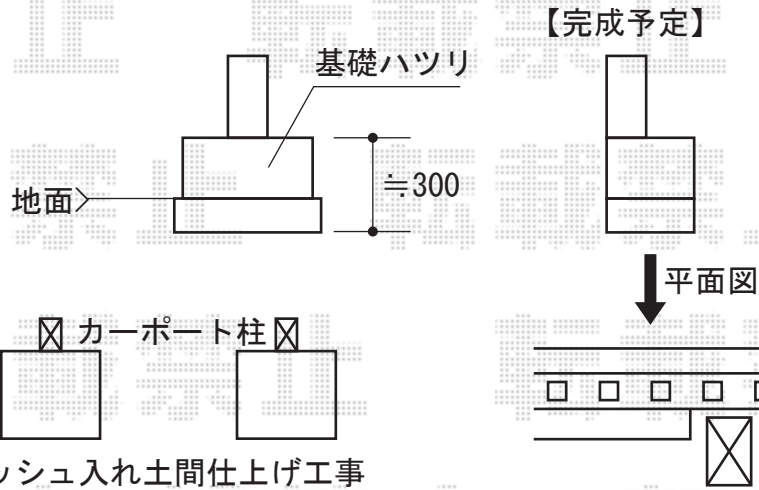 【完成予定】
基礎ハツリ
地面
≒300
平面図
カーポート柱
ッシュ入れ土間仕上げ工事